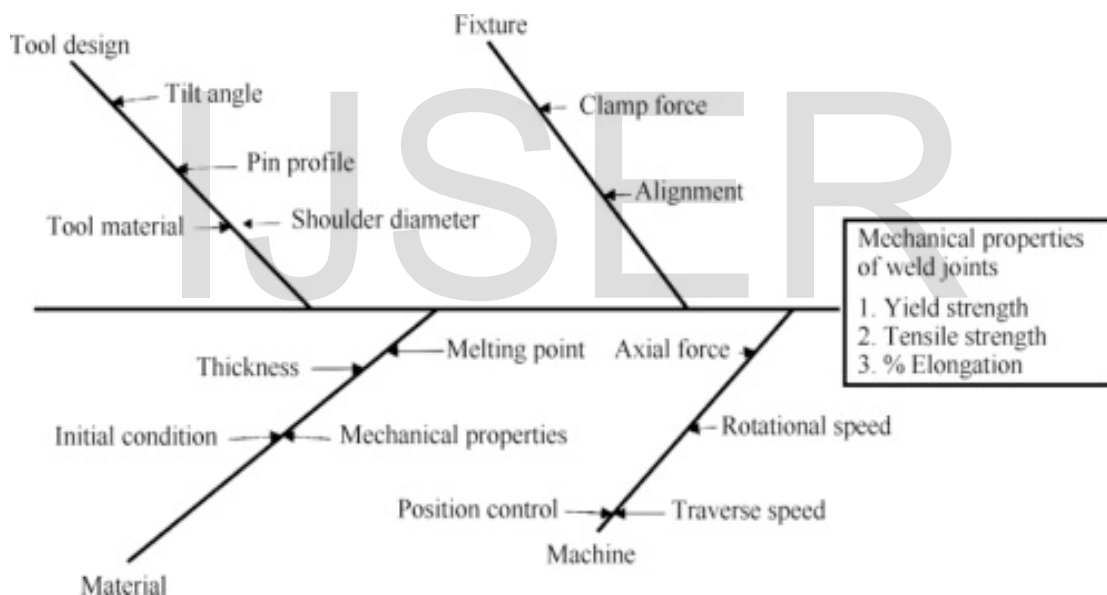 Tool design
Fixture
Tilt angle
Clamp force
Pin profile
Alignment
Tool material
Shoulder diameter
Mechanical properties
of weld joints
1. Yield strength
2. Tensile strength
3. % Elongation
Melting point
Axial force
Thickness
Initial condition
Mechanical properties
Rotational speed
Position control
Traverse speed
Machine
Material
IJSER